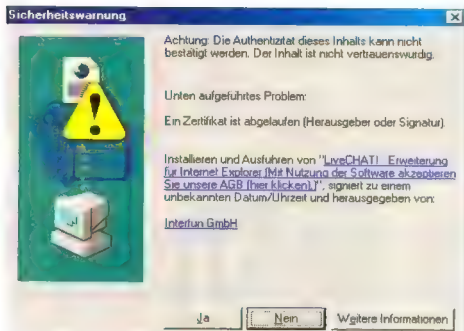 Sicherheitswarnung
Achtung: Die Authentizität dieses Inhalts kann nicht
bestätigt werden. Der Inhalt ist nicht vertrauenswürdig.
Unten aufgeführtes Problem:
Ein Zertifikat ist abgelaufen (Herausgeber oder Signatur).
Installieren und Ausführen von "LiveCHAT! Erweiterung
für Internet Explorer [Mit Nutzung der Software akzeptieren
Sie unsere AGB (hier klicken).]", signiert zu einem
unbekannten Datum/Uhrzeit und herausgegeben von:
Interfun GmbH
Ja
Nein
Weitere Informationen